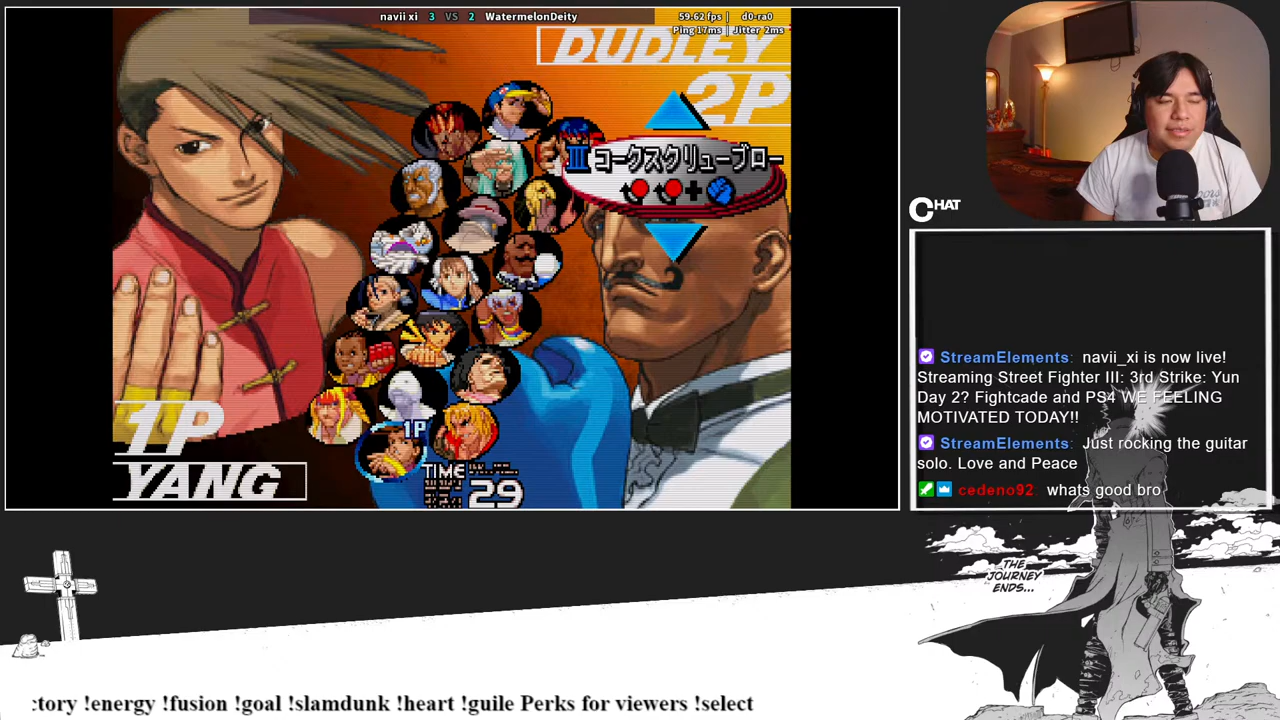 navii xi 3 VS 2 WatermelonDeity
59.62 fps | d0-ra0
Ping 17ms | Jitter 2ms
DUDLEY
2P
III コークスクリューブロー
+
CHAT
StreamElements: navii_xi is now live!
Streaming Street Fighter III: 3rd Strike: Yun
Day 2? Fightcade and PS4 WE FEELING
MOTIVATED TODAY!!
StreamElements: Just rocking the guitar
solo. Love and Peace
cedeno92: whats good bro
1P
1P
YANG
TIME
29
THE
JOURNEY
ENDS...
:tory !energy !fusion !goal !slamdunk !heart !guile Perks for viewers !select